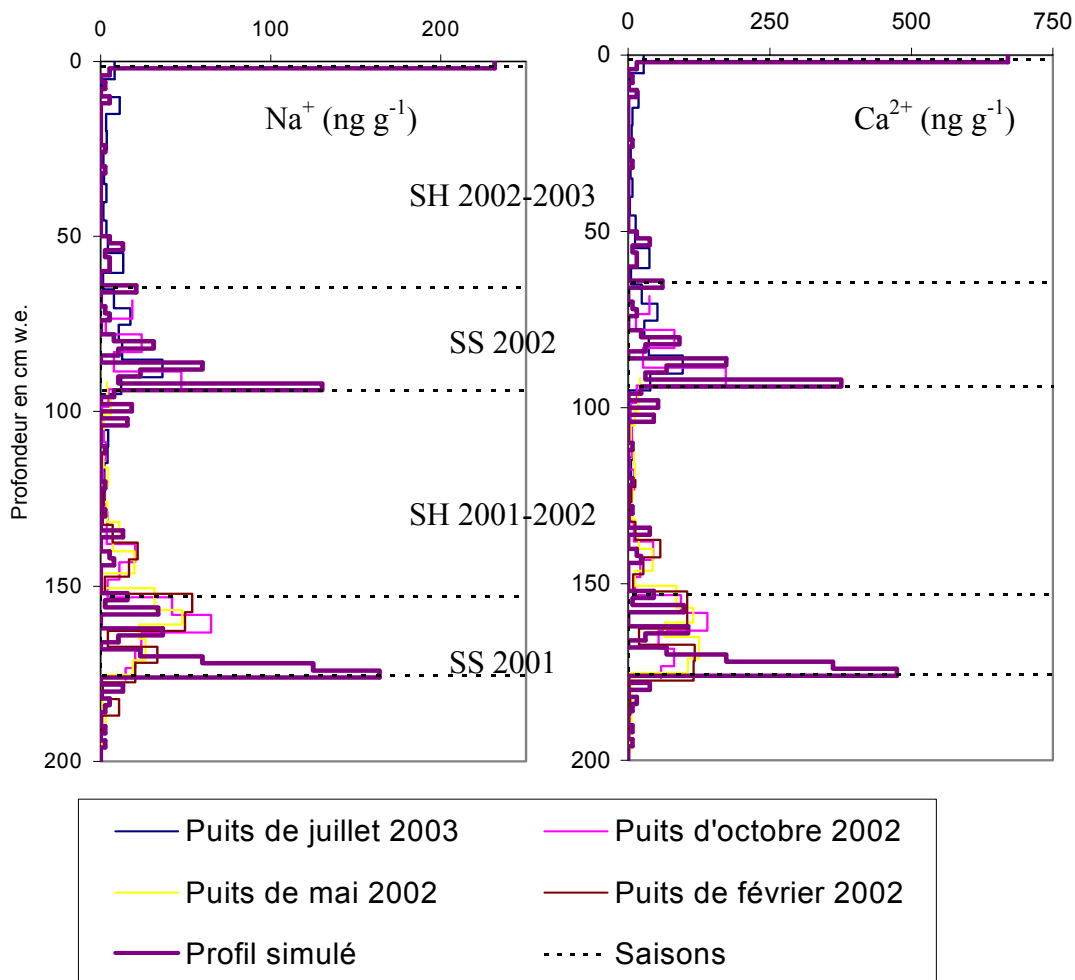 0 100 200
0 250 500 750
0
50
100
150
200
Profondeur en cm w.e.
Na⁺ (ng g⁻¹)
SH 2002-2003
SS 2002
SH 2001-2002
SS 2001
0
50
100
150
200
Ca²⁺ (ng g⁻¹)
Puits de juillet 2003 Puits d'octobre 2002
Puits de mai 2002 Puits de février 2002
Profil simulé Saisons